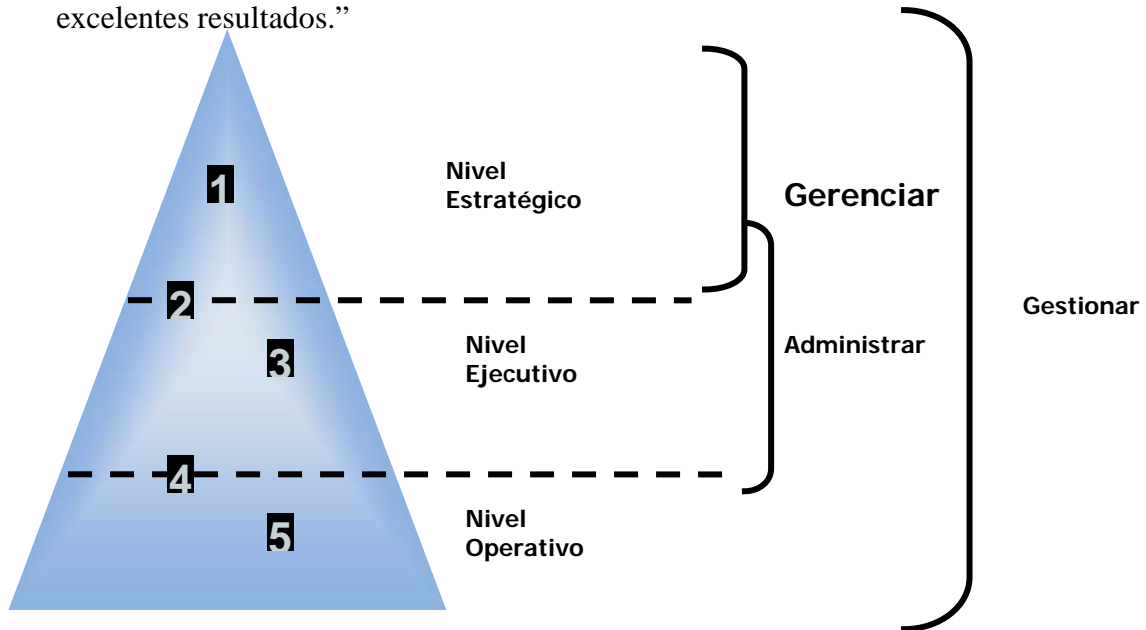 excelentes resultados.”
1
Nivel
Estratégico
Gerenciar
2
Gestionar
3
Nivel
Ejecutivo
Administrar
4
5
Nivel
Operativo